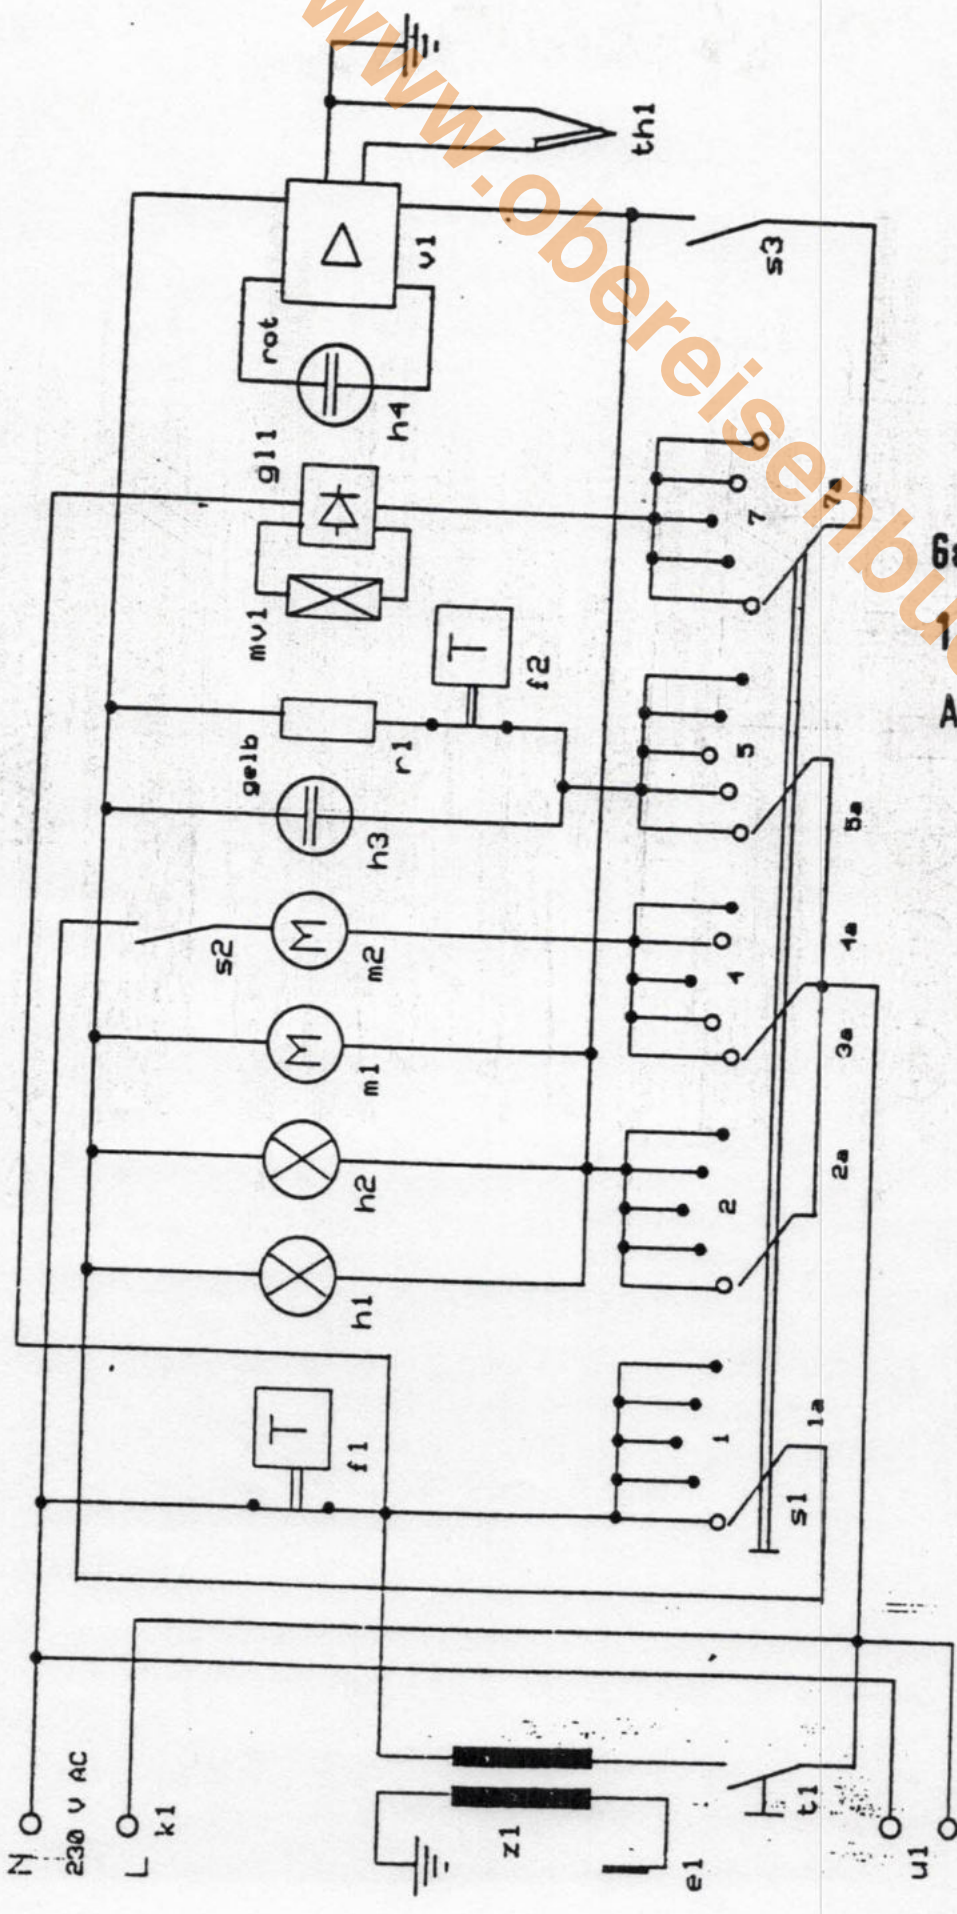 N
230 V AC
L
k1
z1
e1
t1
u1
f1
h1
h2
m1
m2
s2
h3
gelb
r1
f2
mv1
gl1
h4
rot
v1
th1
s3
s1
1
1a
2
2a
3a
4
4a
5
5a
7
7a
A
www.obereisenbu